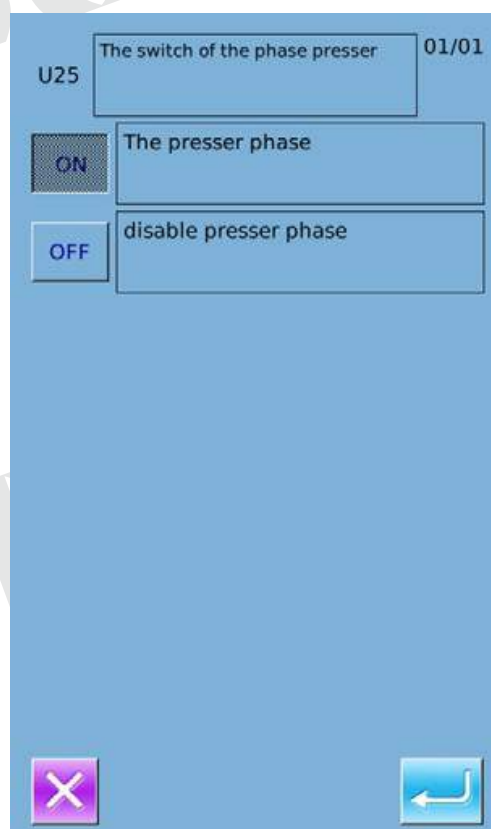 The switch of the phase presser
01/01
U25
The presser phase
ON
disable presser phase
OFF